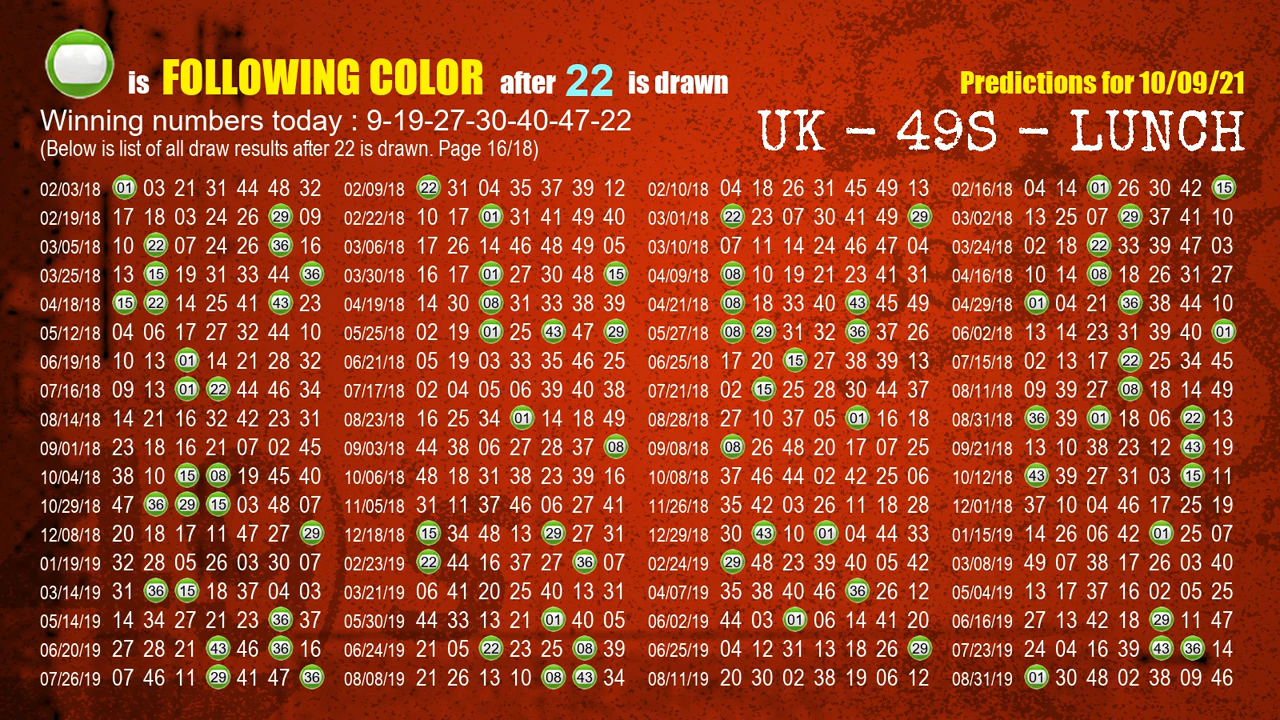 is FOLLOWING COLOR after 22 is drawn
Predictions for 10/09/21
Winning numbers today : 9-19-27-30-40-47-22
UK - 49S - LUNCH
(Below is list of all draw results after 22 is drawn. Page 16/18)
02/03/18 01 03 21 31 44 48 32 02/09/18 22 31 04 35 37 39 12 02/10/18 04 18 26 31 45 49 13 02/16/18 04 14 01 26 30 42 15
02/19/18 17 18 03 24 26 29 09 02/22/18 10 17 01 31 41 49 40 03/01/18 22 23 07 30 41 49 29 03/02/18 13 25 07 29 37 41 10
03/05/18 10 22 07 24 26 36 16 03/06/18 17 26 14 46 48 49 05 03/10/18 07 11 14 24 46 47 04 03/24/18 02 18 22 33 39 47 03
03/25/18 13 15 19 31 33 44 36 03/30/18 16 17 01 27 30 48 15 04/09/18 08 10 19 21 23 41 31 04/16/18 10 14 08 18 26 31 27
04/18/18 15 22 14 25 41 43 23 04/19/18 14 30 08 31 33 38 39 04/21/18 08 18 33 40 43 45 49 04/29/18 01 04 21 36 38 44 10
05/12/18 04 06 17 27 32 44 10 05/25/18 02 19 01 25 43 47 29 05/27/18 08 29 31 32 36 37 26 06/02/18 13 14 23 31 39 40 01
06/19/18 10 13 01 14 21 28 32 06/21/18 05 19 03 33 35 46 25 06/25/18 17 20 15 27 38 39 13 07/15/18 02 13 17 22 25 34 45
07/16/18 09 13 01 22 44 46 34 07/17/18 02 04 05 06 39 40 38 07/21/18 02 15 25 28 30 44 37 08/11/18 09 39 27 08 18 14 49
08/14/18 14 21 16 32 42 23 31 08/23/18 16 25 34 01 14 18 49 08/28/18 27 10 37 05 01 16 18 08/31/18 36 39 01 18 06 22 13
09/01/18 23 18 16 21 07 02 45 09/03/18 44 38 06 27 28 37 08 09/08/18 08 26 48 20 17 07 25 09/21/18 13 10 38 23 12 43 19
10/04/18 38 10 15 08 19 45 40 10/06/18 48 18 31 38 23 39 16 10/08/18 37 46 44 02 42 25 06 10/12/18 43 39 27 31 03 15 11
10/29/18 47 36 29 15 03 48 07 11/05/18 31 11 37 46 06 27 41 11/26/18 35 42 03 26 11 18 28 12/01/18 37 10 04 46 17 25 19
12/08/18 20 18 17 11 47 27 29 12/18/18 15 34 48 13 29 27 31 12/29/18 30 43 10 01 04 44 33 01/15/19 14 26 06 42 01 25 07
01/19/19 32 28 05 26 03 30 07 02/23/19 22 44 16 37 27 36 07 02/24/19 29 48 23 39 40 05 42 03/08/19 49 07 38 17 26 03 40
03/14/19 31 36 15 18 37 04 03 03/21/19 06 41 20 25 40 13 31 04/07/19 35 38 40 46 36 26 12 05/04/19 13 17 37 16 02 05 25
05/14/19 14 34 27 21 23 36 37 05/30/19 44 33 13 21 01 40 05 06/02/19 44 03 01 06 14 41 20 06/16/19 27 13 42 18 29 11 47
06/20/19 27 28 21 43 46 36 16 06/24/19 21 05 22 23 25 08 39 06/25/19 04 12 13 18 26 29 07/23/19 24 04 16 39 43 36 14
07/26/19 07 46 11 29 41 47 36 08/08/19 21 26 13 10 08 43 34 08/11/19 20 30 02 38 19 06 12 08/31/19 01 30 48 02 38 09 46